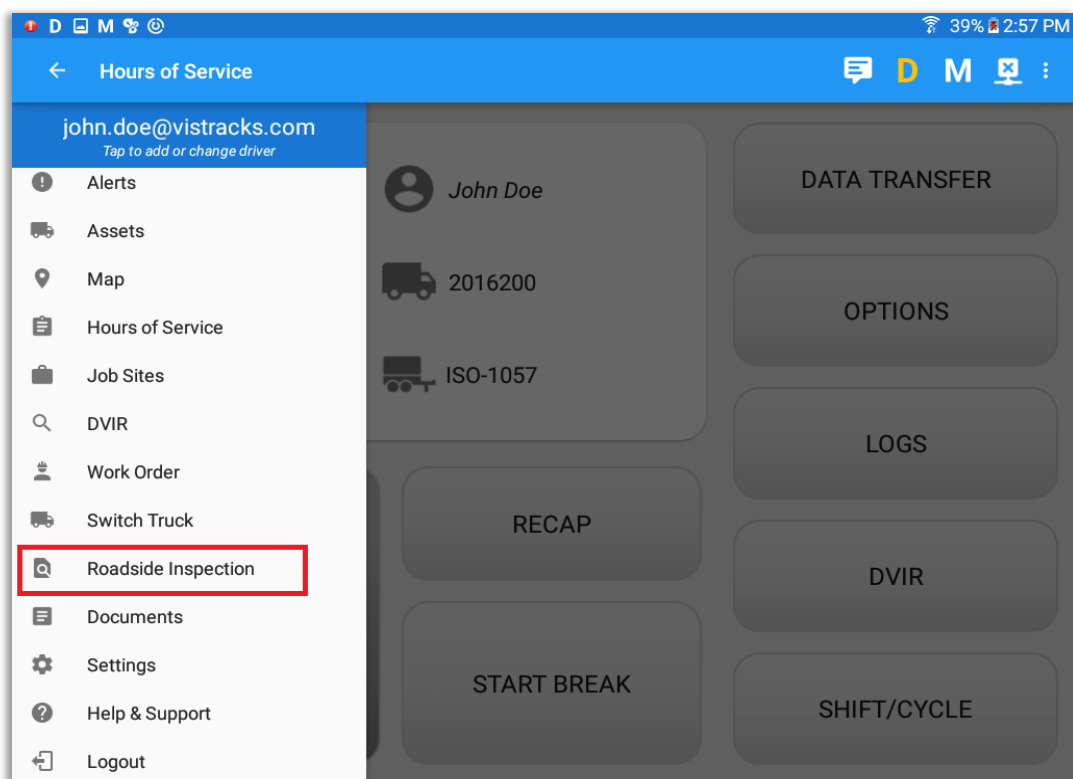 D M 39% 2:57 PM
Hours of Service D M
john.doe@vistracks.com
Tap to add or change driver
Alerts
Assets
Map
Hours of Service
Job Sites
DVIR
Work Order
Switch Truck
Roadside Inspection
Documents
Settings
Help & Support
Logout
John Doe
2016200
ISO-1057
RECAP
START BREAK
DATA TRANSFER
OPTIONS
LOGS
DVIR
SHIFT/CYCLE